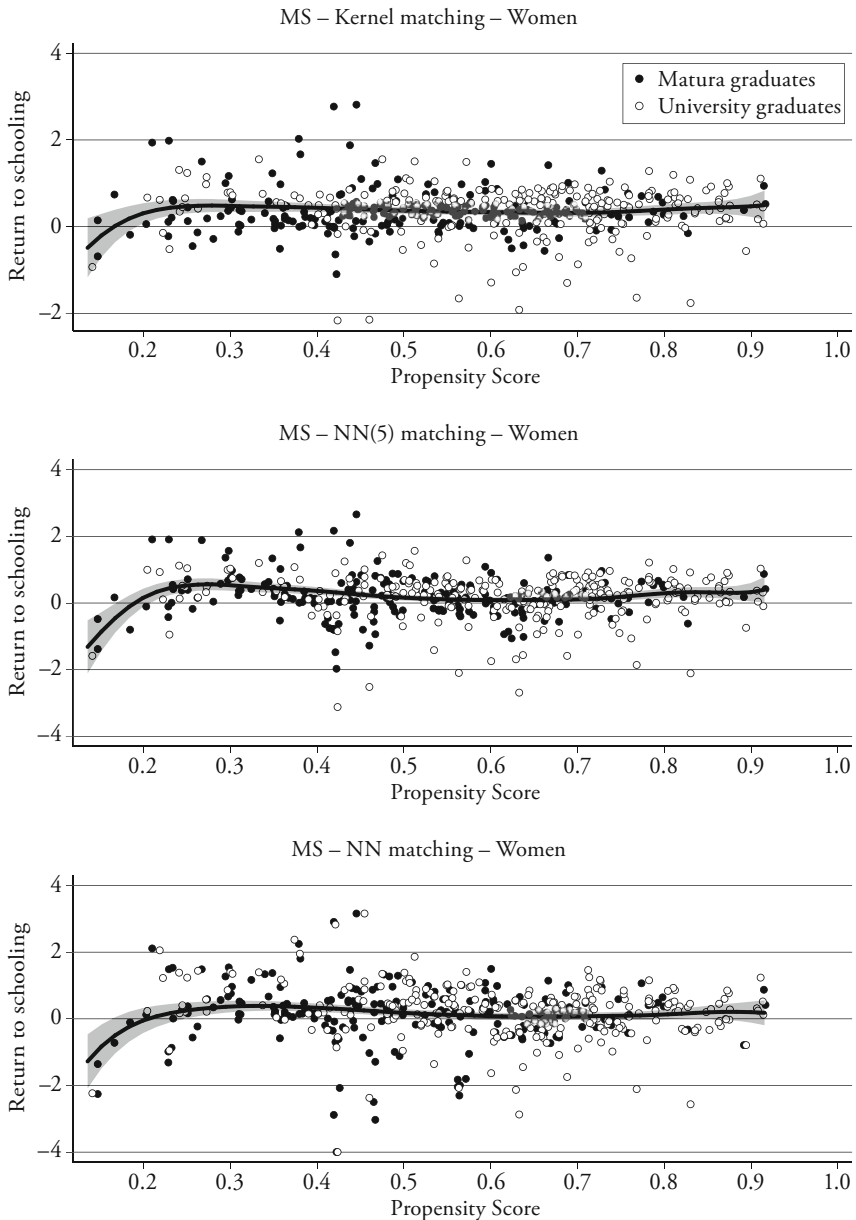 MS – Kernel matching – Women
4
2
0
−2
Return to schooling
Matura graduates
University graduates
0.2 0.3 0.4 0.5 0.6 0.7 0.8 0.9 1.0
Propensity Score
MS – NN(5) matching – Women
4
2
0
−2
−4
Return to schooling
0.2 0.3 0.4 0.5 0.6 0.7 0.8 0.9 1.0
Propensity Score
MS – NN matching – Women
4
2
0
−2
−4
Return to schooling
0.2 0.3 0.4 0.5 0.6 0.7 0.8 0.9 1.0
Propensity Score